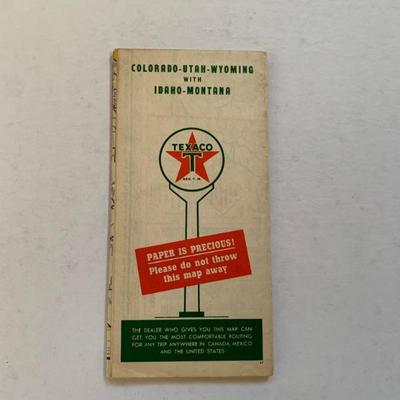 COLORADO-UTAH-WYOMING
WITH
IDAHO-MONTANA
TEXACO
T
REG. T. M.
PAPER IS PRECIOUS!
Please do not throw
this map away
THE DEALER WHO GIVES YOU THIS MAP CAN
GET YOU THE MOST COMFORTABLE ROUTING
FOR ANY TRIP ANYWHERE IN CANADA, MEXICO
AND THE UNITED STATES